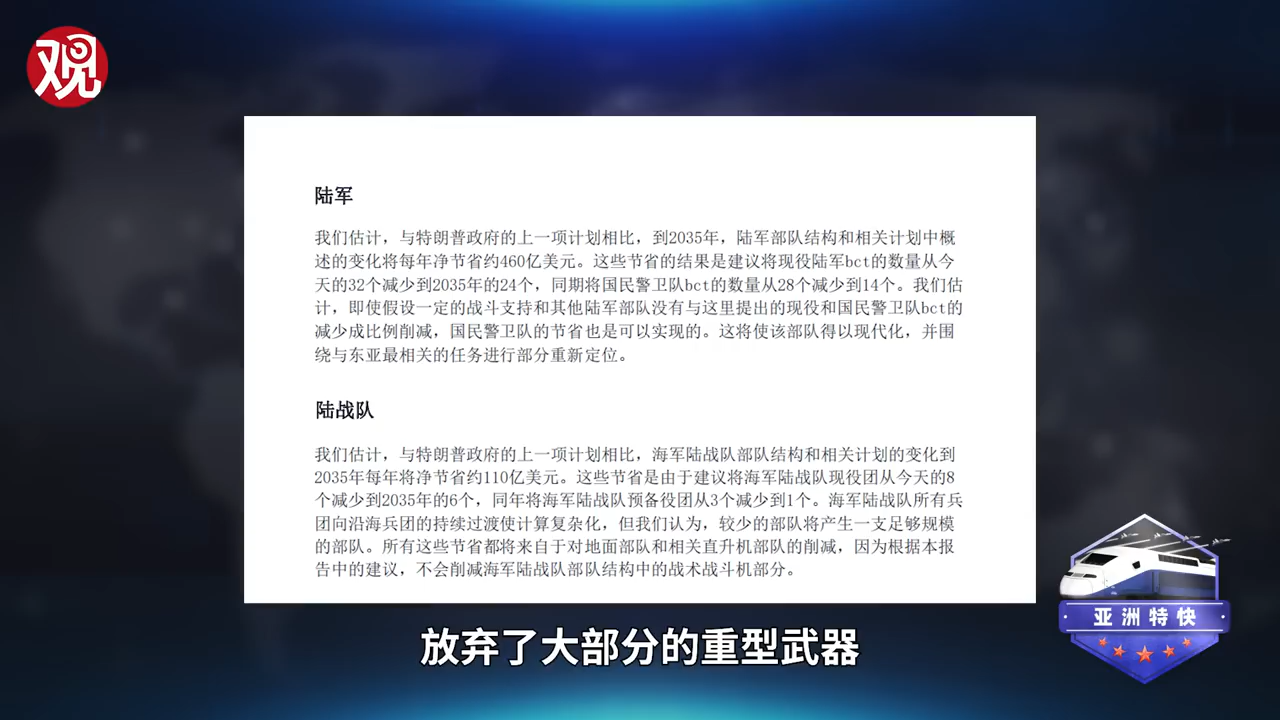 观
陆军
我们估计，与特朗普政府的上一项计划相比，到2035年，陆军部队结构和相关计划中概
述的变化将每年净节省约460亿美元。这些节省的结果是建议将现役陆军bct的数量从今
天的32个减少到2035年的24个，同期将国民警卫队bct的数量从28个减少到14个。我们估
计，即使假设一定的战斗支持和其他陆军部队没有与这里提出的现役和国民警卫队bct的
减少成比例削减，国民警卫队的节省也是可以实现的。这将使该部队得以现代化，并围
绕与东亚最相关的任务进行部分重新定位。
陆战队
我们估计，与特朗普政府的上一项计划相比，海军陆战队部队结构和相关计划的变化到
2035年每年将净节省约110亿美元。这些节省是由于建议将海军陆战队现役团从今天的8
个减少到2035年的6个，同年将海军陆战队预备役团从3个减少到1个。海军陆战队所有兵
团向沿海兵团的持续过渡使计算复杂化，但我们认为，较少的部队将产生一支足够规模
的部队。所有这些节省都将来自于对地面部队和相关直升机部队的削减，因为根据本报
告中的建议，不会削减海军陆战队部队结构中的战术战斗机部分。
亚洲特快
放弃了大部分的重型武器